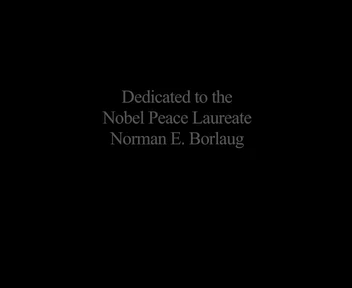 Dedicated to the
Nobel Peace Laureate
Norman E. Borlaug